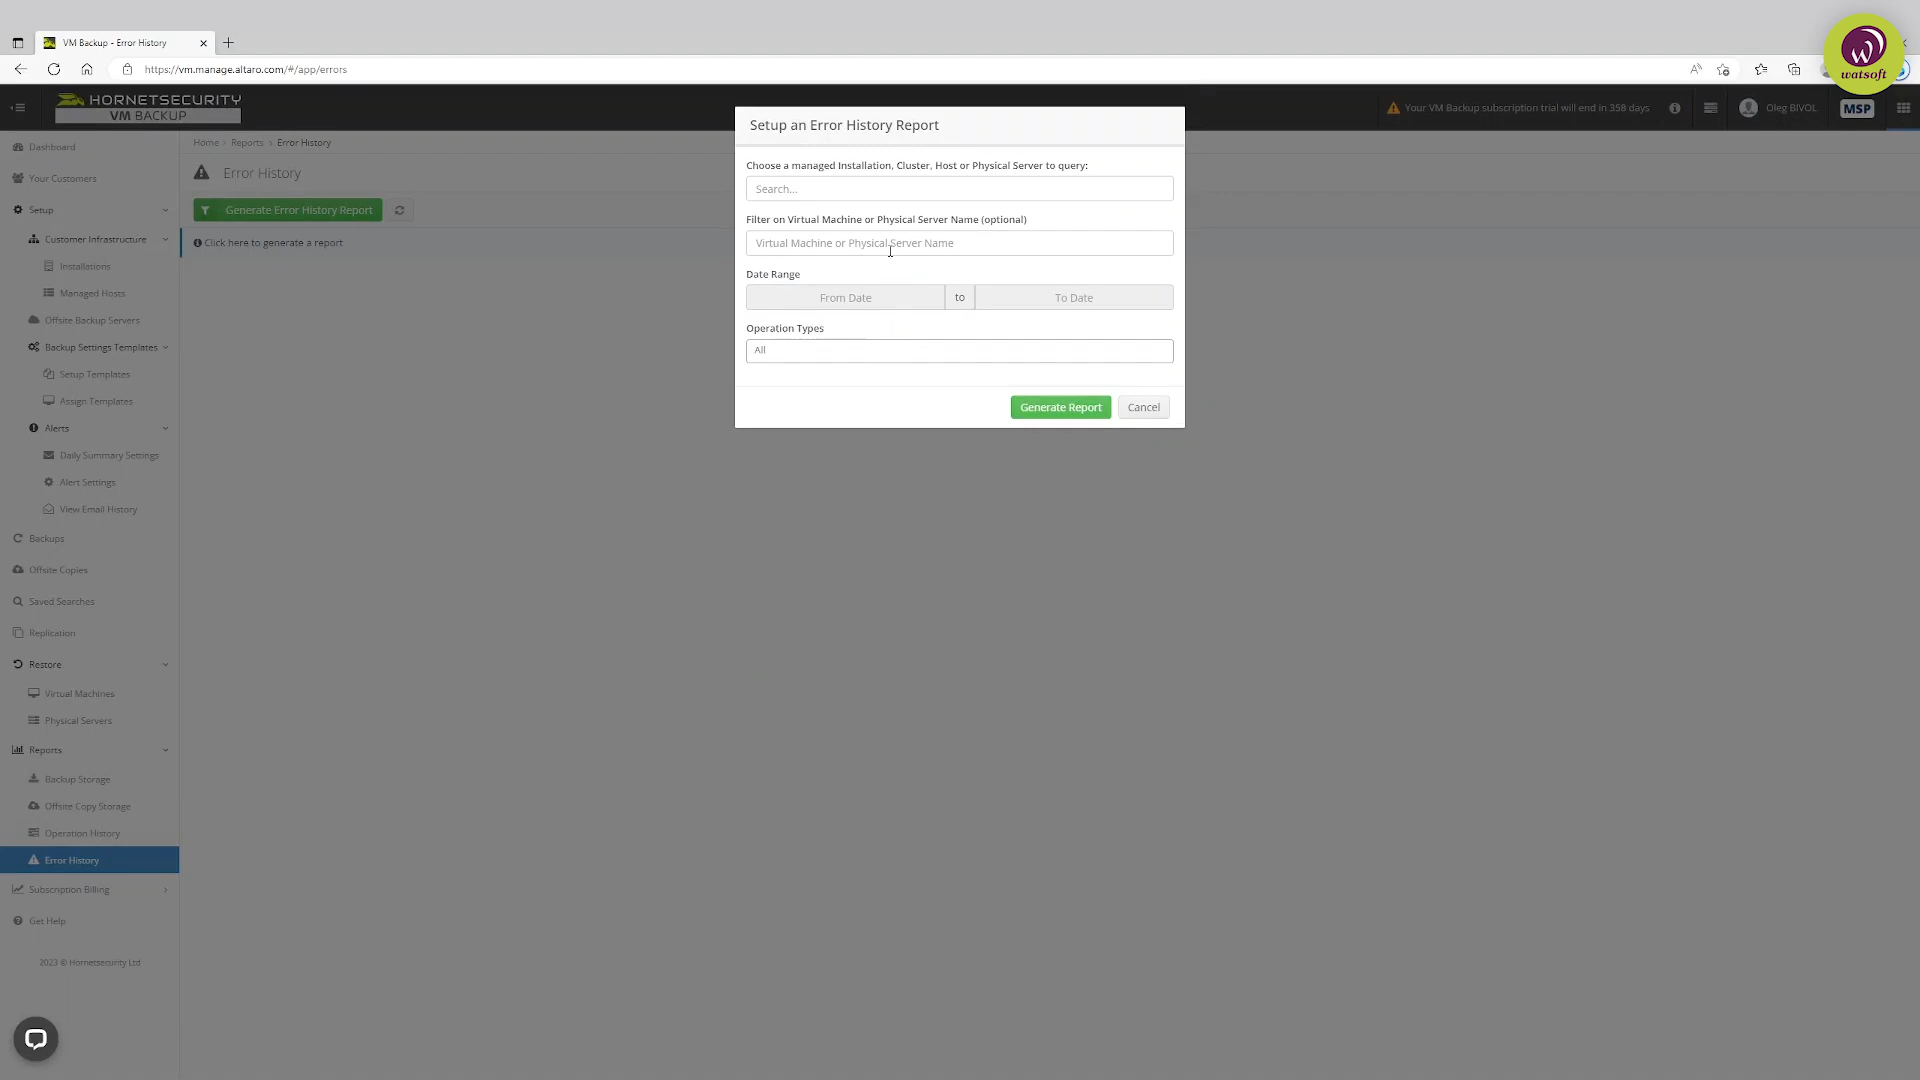 VM Backup - Error History
https://vm.manage.altaro.com/#/app/errors
watsoft
HORNETSECURITY
VM BACKUP
Your VM Backup subscription trial will end in 358 days
Oleg BIVOL
MSP
Dashboard
Your Customers
Setup
Customer Infrastructure
Installations
Managed Hosts
Offsite Backup Servers
Backup Settings Templates
Setup Templates
Assign Templates
Alerts
Daily Summary Settings
Alert Settings
View Email History
Backups
Offsite Copies
Saved Searches
Replication
Restore
Virtual Machines
Physical Servers
Reports
Backup Storage
Offsite Copy Storage
Operation History
Error History
Subscription Billing
Get Help
2023 © Hornetsecurity Ltd
Home > Reports > Error History
Error History
Generate Error History Report
Click here to generate a report
Setup an Error History Report
Choose a managed Installation, Cluster, Host or Physical Server to query:
Search...
Filter on Virtual Machine or Physical Server Name (optional)
Virtual Machine or Physical Server Name
Date Range
From Date to To Date
Operation Types
All
Generate Report Cancel